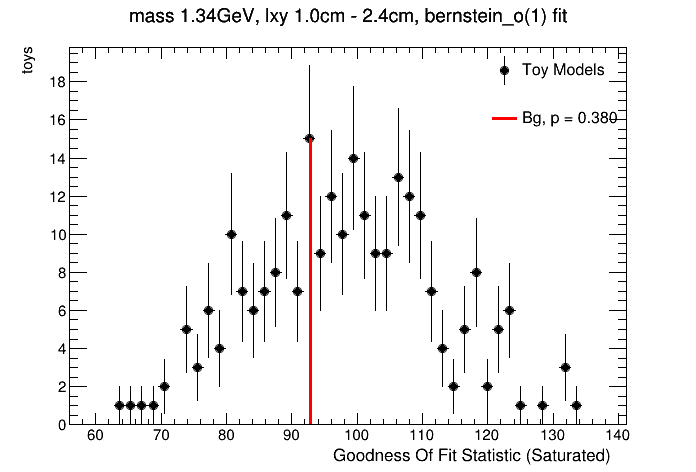 mass 1.34GeV, lxy 1.0cm - 2.4cm, bernstein_o(1) fit
toys
Toy Models
Bg, p = 0.380
18
16
14
12
10
8
6
4
2
0
60 70 80 90 100 110 120 130 140
Goodness Of Fit Statistic (Saturated)